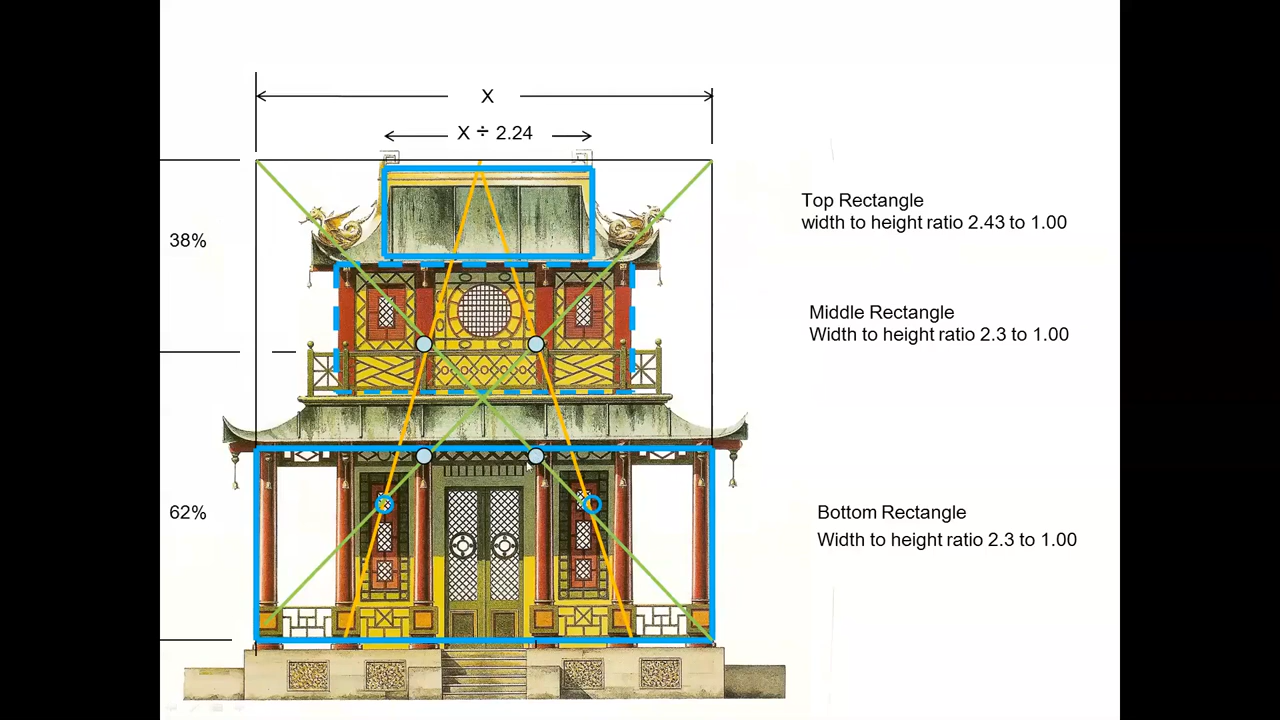 X
X ÷ 2.24
38%
Top Rectangle
width to height ratio 2.43 to 1.00
Middle Rectangle
Width to height ratio 2.3 to 1.00
62%
Bottom Rectangle
Width to height ratio 2.3 to 1.00